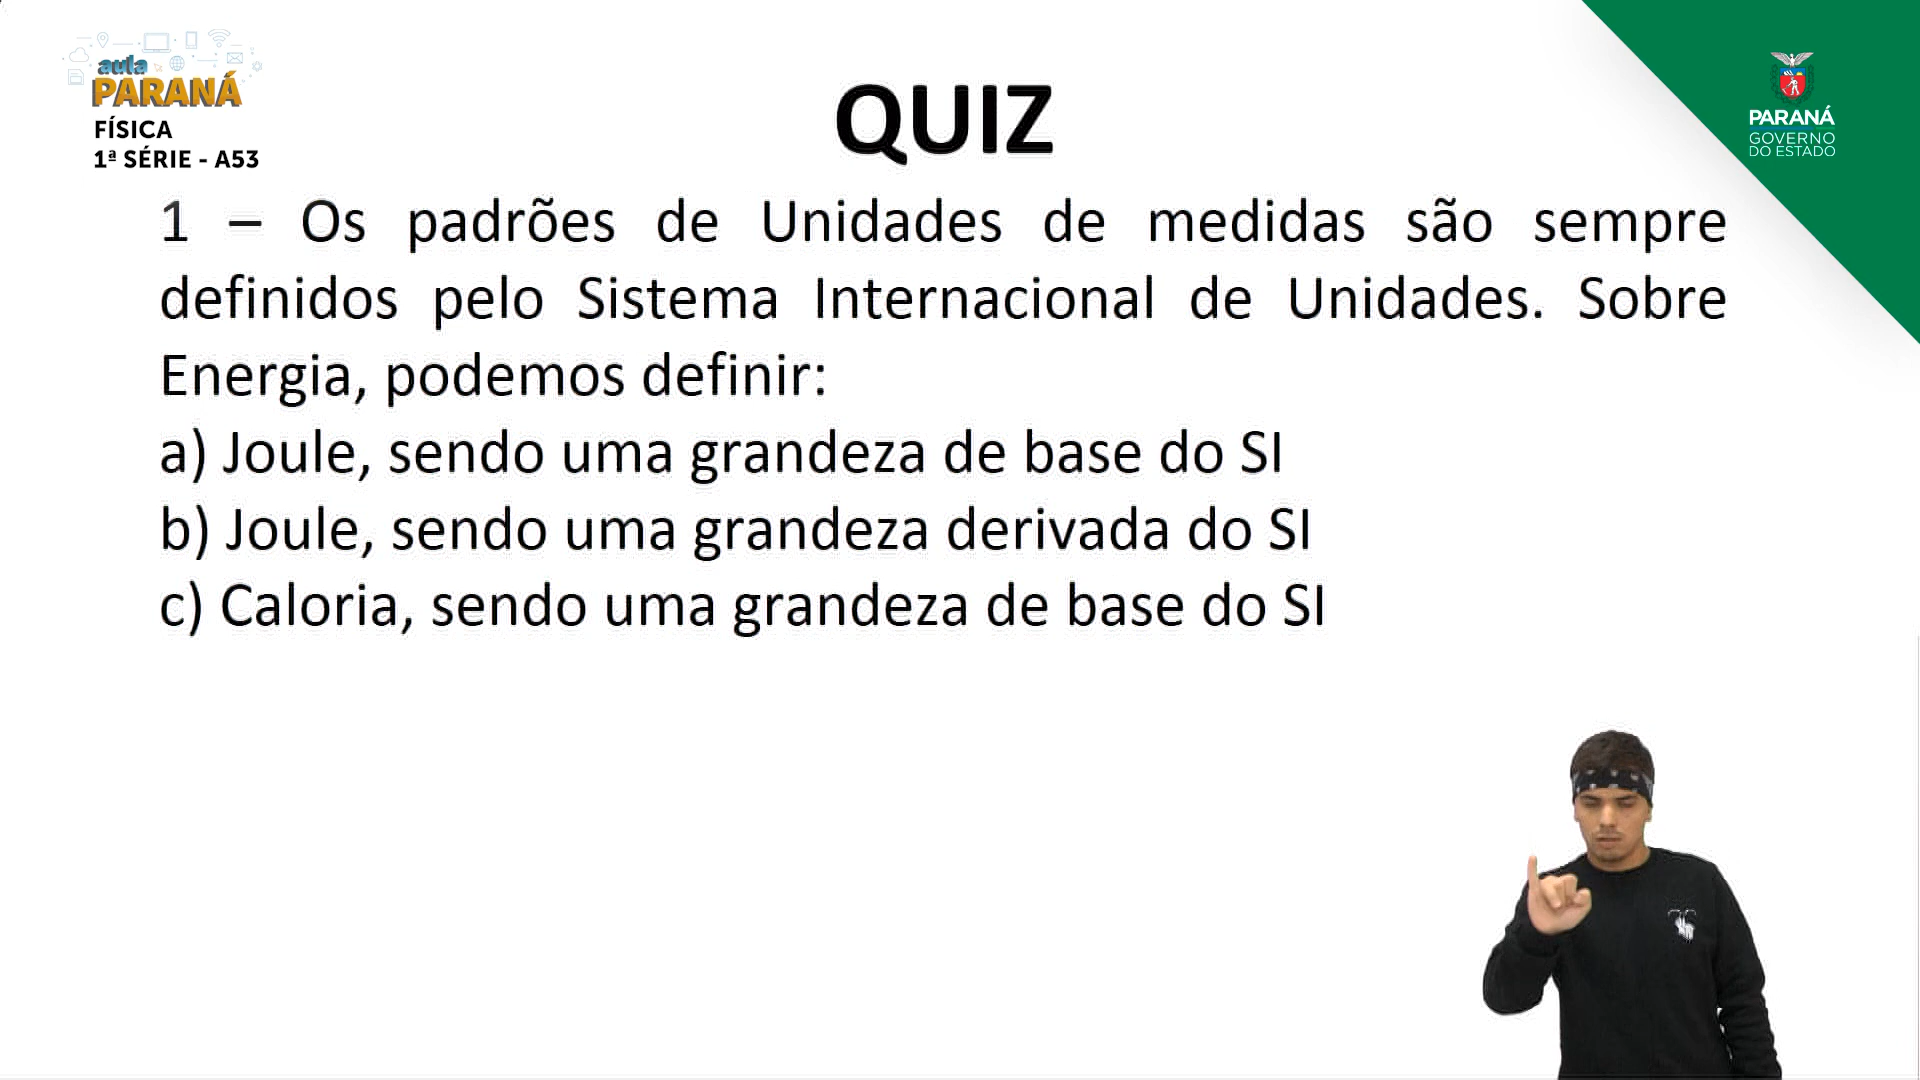 aula
PARANÁ
FÍSICA
1ª SÉRIE - A53
QUIZ
PARANÁ
GOVERNO
DO ESTADO
1 – Os padrões de Unidades de medidas são sempre
definidos pelo Sistema Internacional de Unidades. Sobre
Energia, podemos definir:
a) Joule, sendo uma grandeza de base do SI
b) Joule, sendo uma grandeza derivada do SI
c) Caloria, sendo uma grandeza de base do SI